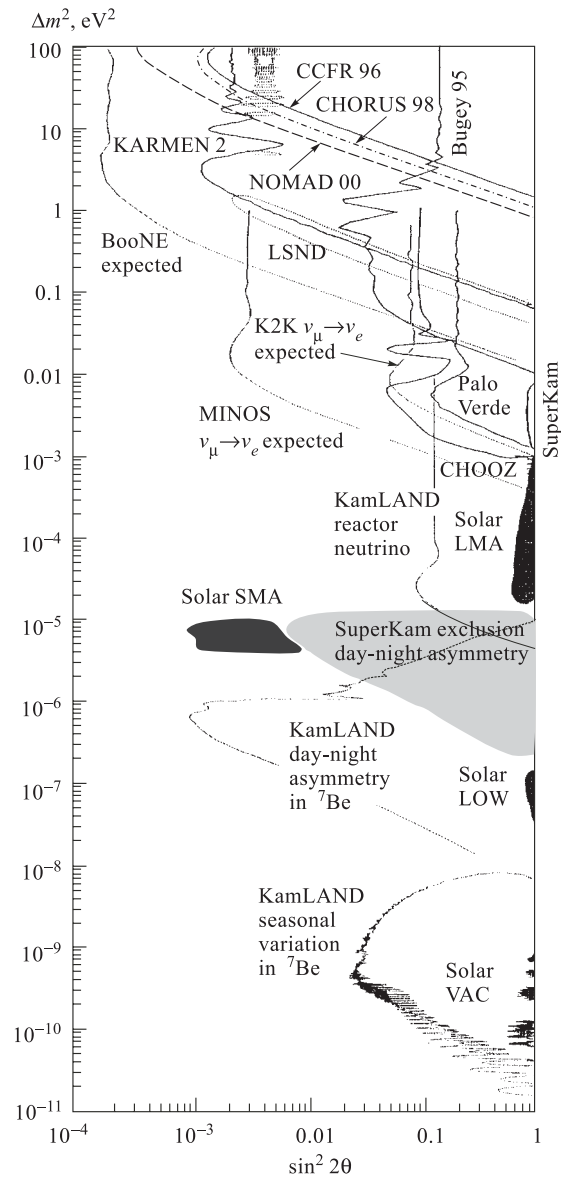 Δm², eV²
100
CCFR 96
CHORUS 98
Bugey 95
10
KARMEN 2
NOMAD 00
1
BooNE
expected
LSND
0.1
K2K νμ→νe
expected)
0.01
Palo
Verde
SuperKam
MINOS
νμ→νe expected)
10⁻³
CHOOZ
KamLAND
reactor
neutrino
Solar
LMA
10⁻⁴
Solar SMA
10⁻⁵
SuperKam exclusion
day-night asymmetry
10⁻⁶
KamLAND
day-night
asymmetry
in ⁷Be
Solar
LOW
10⁻⁷
10⁻⁸
KamLAND
seasonal
variation
in ⁷Be
10⁻⁹
Solar
VAC
10⁻¹⁰
10⁻¹¹
10⁻⁴
10⁻³
0.01
0.1
1
sin² 2θ